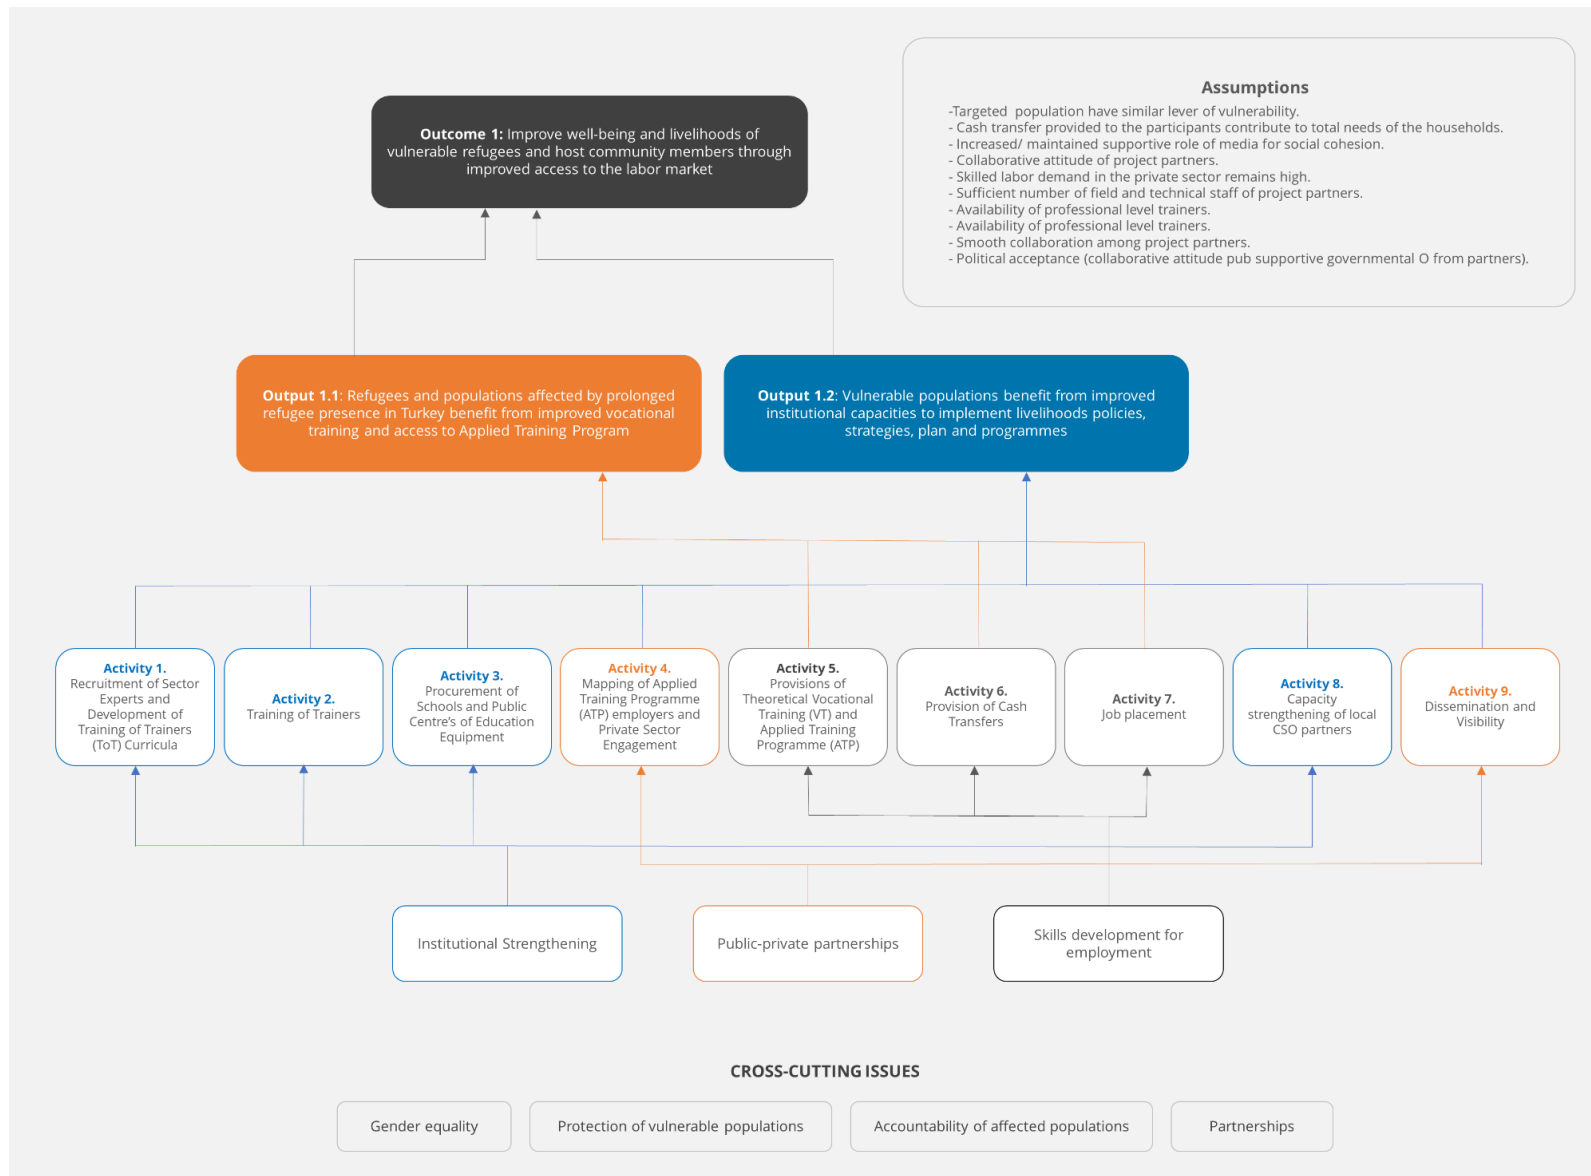 Assumptions
-Targeted  population have similar lever of vulnerability.
- Cash transfer provided to the participants contribute to total needs of the households.
- Increased/ maintained supportive role of media for social cohesion.
- Collaborative attitude of project partners.
- Skilled labor demand in the private sector remains high.
- Sufficient number of field and technical staff of project partners.
- Availability of professional level trainers.
- Availability of professional level trainers.
- Smooth collaboration among project partners.
- Political acceptance (collaborative attitude pub supportive governmental O from partners).
Outcome 1: Improve well-being and livelihoods of
vulnerable refugees and host community members through
improved access to the labor market
Output 1.1: Refugees and populations affected by prolonged
refugee presence in Turkey benefit from improved vocational
training and access to Applied Training Program
Output 1.2: Vulnerable populations benefit from improved
institutional capacities to implement livelihoods policies,
strategies, plan and programmes
Activity 1.
Recruitment of Sector
Experts and
Development of
Training of Trainers
(ToT) Curricula
Activity 2.
Training of Trainers
Activity 3.
Procurement of
Schools and Public
Centre's of Education
Equipment
Activity 4.
Mapping of Applied
Training Programme
(ATP) employers and
Private Sector
Engagement
Activity 5.
Provisions of
Theoretical Vocational
Training (VT) and
Applied Training
Programme (ATP)
Activity 6.
Provision of Cash
Transfers
Activity 7.
Job placement
Activity 8.
Capacity
strengthening of local
CSO partners
Activity 9.
Dissemination and
Visibility
Institutional Strengthening
Public-private partnerships
Skills development for
employment
CROSS-CUTTING ISSUES
Gender equality
Protection of vulnerable populations
Accountability of affected populations
Partnerships